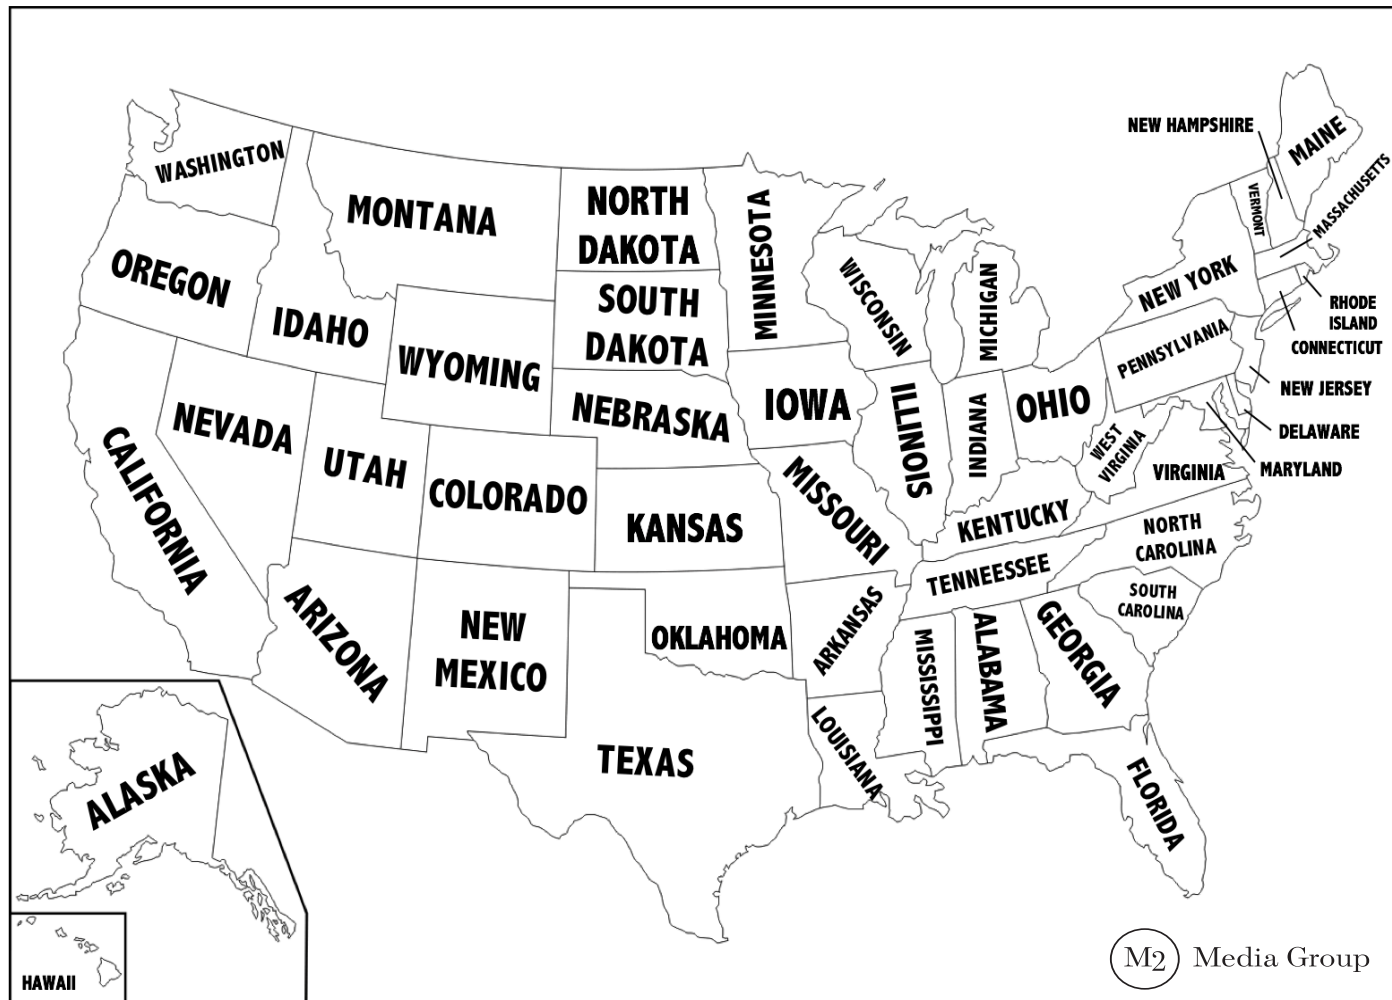 WASHINGTON
OREGON
CALIFORNIA
NEVADA
IDAHO
MONTANA
WYOMING
UTAH
COLORADO
ARIZONA
NEW
MEXICO
NORTH
DAKOTA
SOUTH
DAKOTA
NEBRASKA
KANSAS
OKLAHOMA
TEXAS
MINNESOTA
IOWA
MISSOURI
ARKANSAS
LOUISIANA
WISCONSIN
ILLINOIS
MICHIGAN
INDIANA
OHIO
KENTUCKY
TENNEESSEE
MISSISSIPPI
ALABAMA
GEORGIA
FLORIDA
SOUTH
CAROLINA
NORTH
CAROLINA
VIRGINIA
WEST
VIRGINIA
PENNSYLVANIA
NEW YORK
VERMONT
NEW HAMPSHIRE
MAINE
MASSACHUSETTS
RHODE
ISLAND
CONNECTICUT
NEW JERSEY
DELAWARE
MARYLAND
ALASKA
HAWAII
M2 Media Group